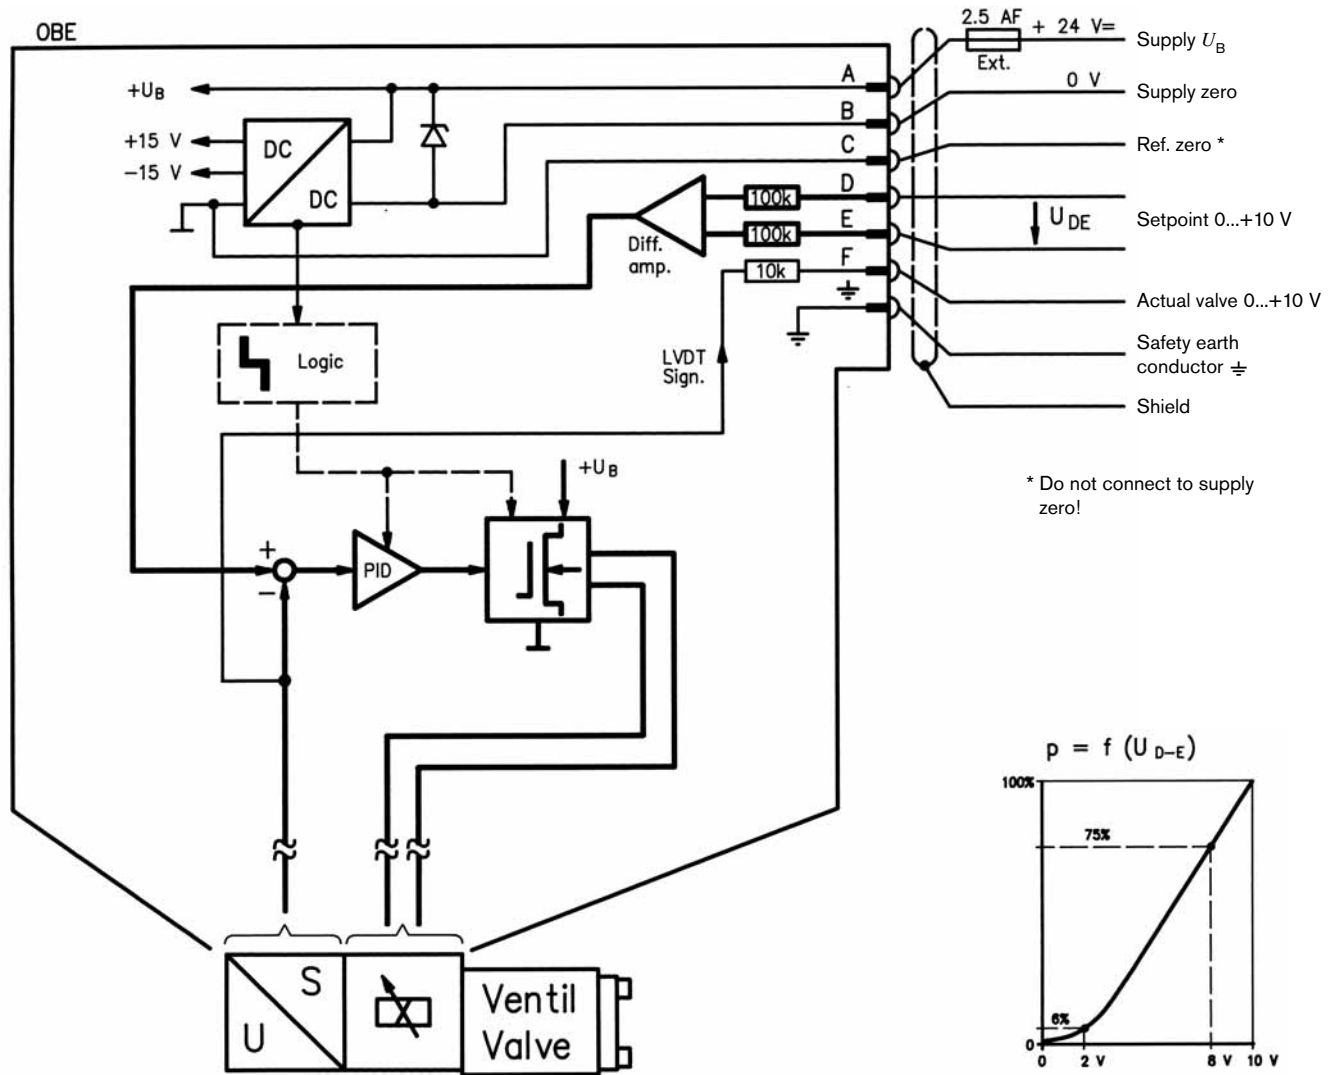 OBE
2.5 AF
+ 24 V=
Ext.
Supply U_B
0 V
Supply zero
Ref. zero *
U_DE
Setpoint 0...+10 V
Actual valve 0...+10 V
Safety earth
conductor ⏚
Shield
* Do not connect to supply
zero!
A
B
C
D
E
F
⏚
+U_B
+15 V
−15 V
DC
DC
100k
100k
10k
Diff.
amp.
Logic
LVDT
Sign.
+U_B
+
−
PID
S
U
Ventil
Valve
p = f (U_D-E)
100%
75%
6%
0
0
2 V
8 V
10 V